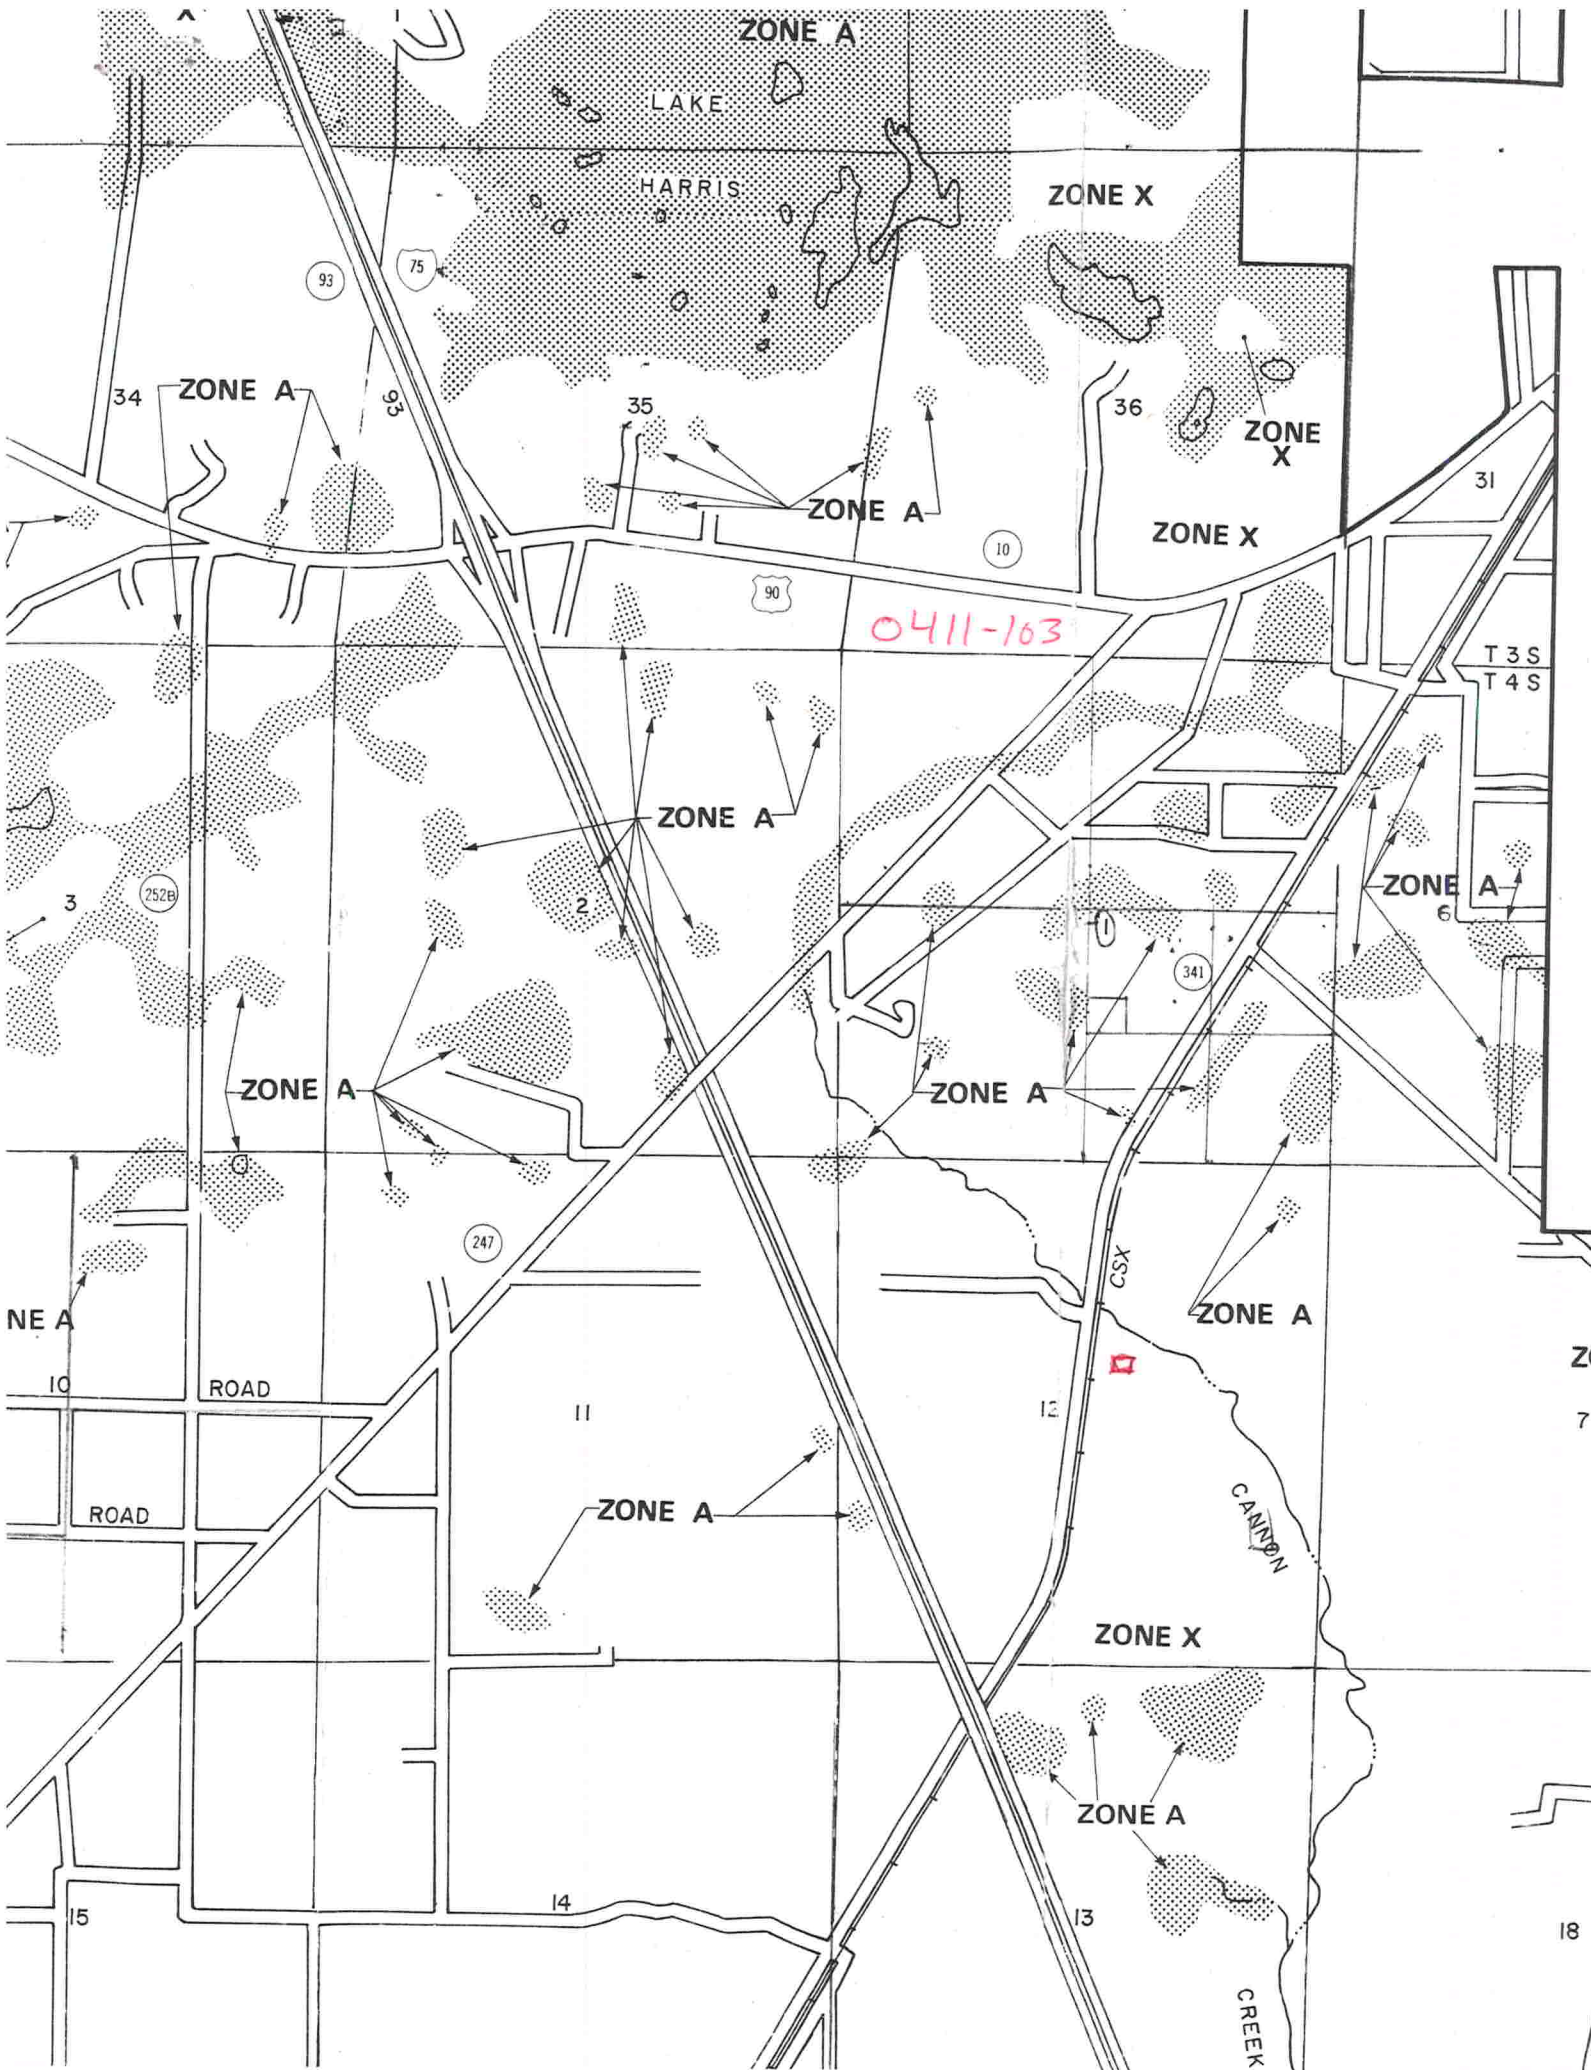 X
ZONE A
LAKE
HARRIS
ZONE X
93
75
34
ZONE A
93
35
36
ZONE
X
ZONE A
31
10
ZONE X
90
0411-103
T 3 S
T 4 S
ZONE A
3
252B
2
ZONE A
6
1
341
ZONE A
ZONE A
247
CSX
NE A
ZONE A
10
ROAD
11
12
7
CANNON
ROAD
ZONE A
ZONE X
ZONE A
15
14
13
18
CREEK